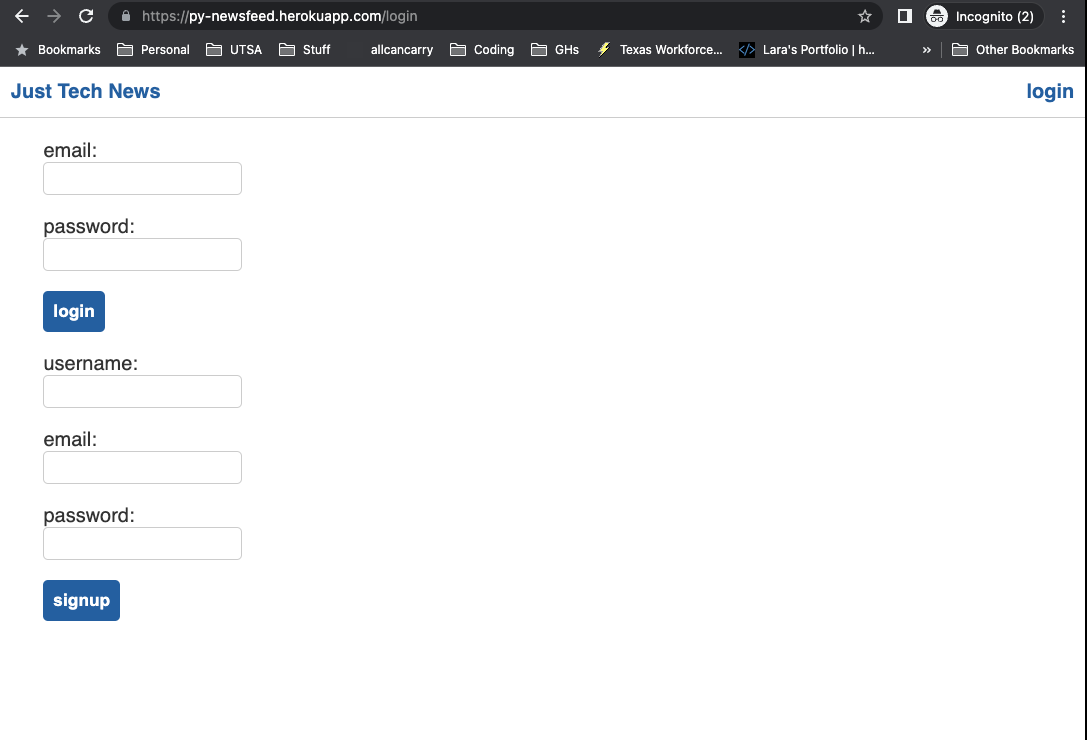 https://py-newsfeed.herokuapp.com/login
Incognito (2)
Bookmarks Personal UTSA Stuff allcancarry Coding GHs Texas Workforce... Lara's Portfolio | h... » Other Bookmarks
Just Tech News login
email:
password:
login
username:
email:
password:
signup